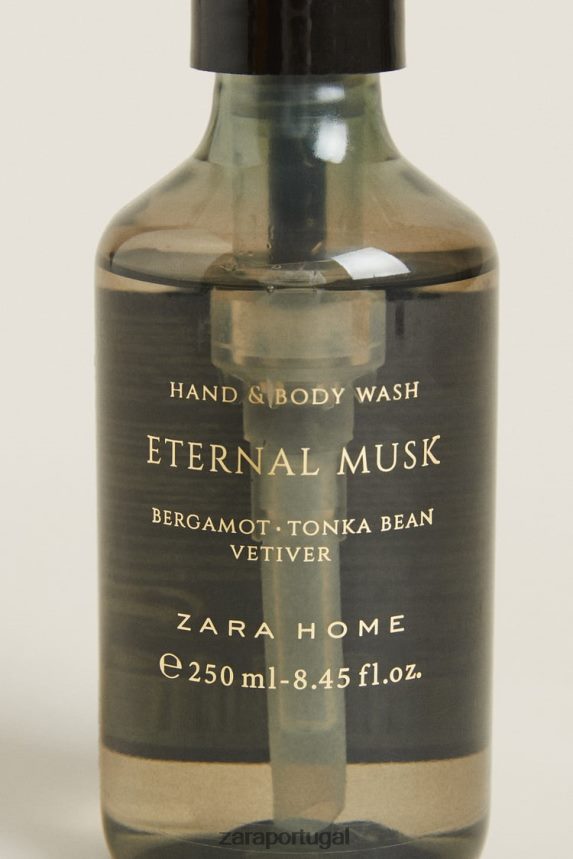 HAND & BODY WASH
ETERNAL MUSK
BERGAMOT · TONKA BEAN
VETIVER
ZARA HOME
℮ 250 ml-8.45 fl.oz.
zaraportugal